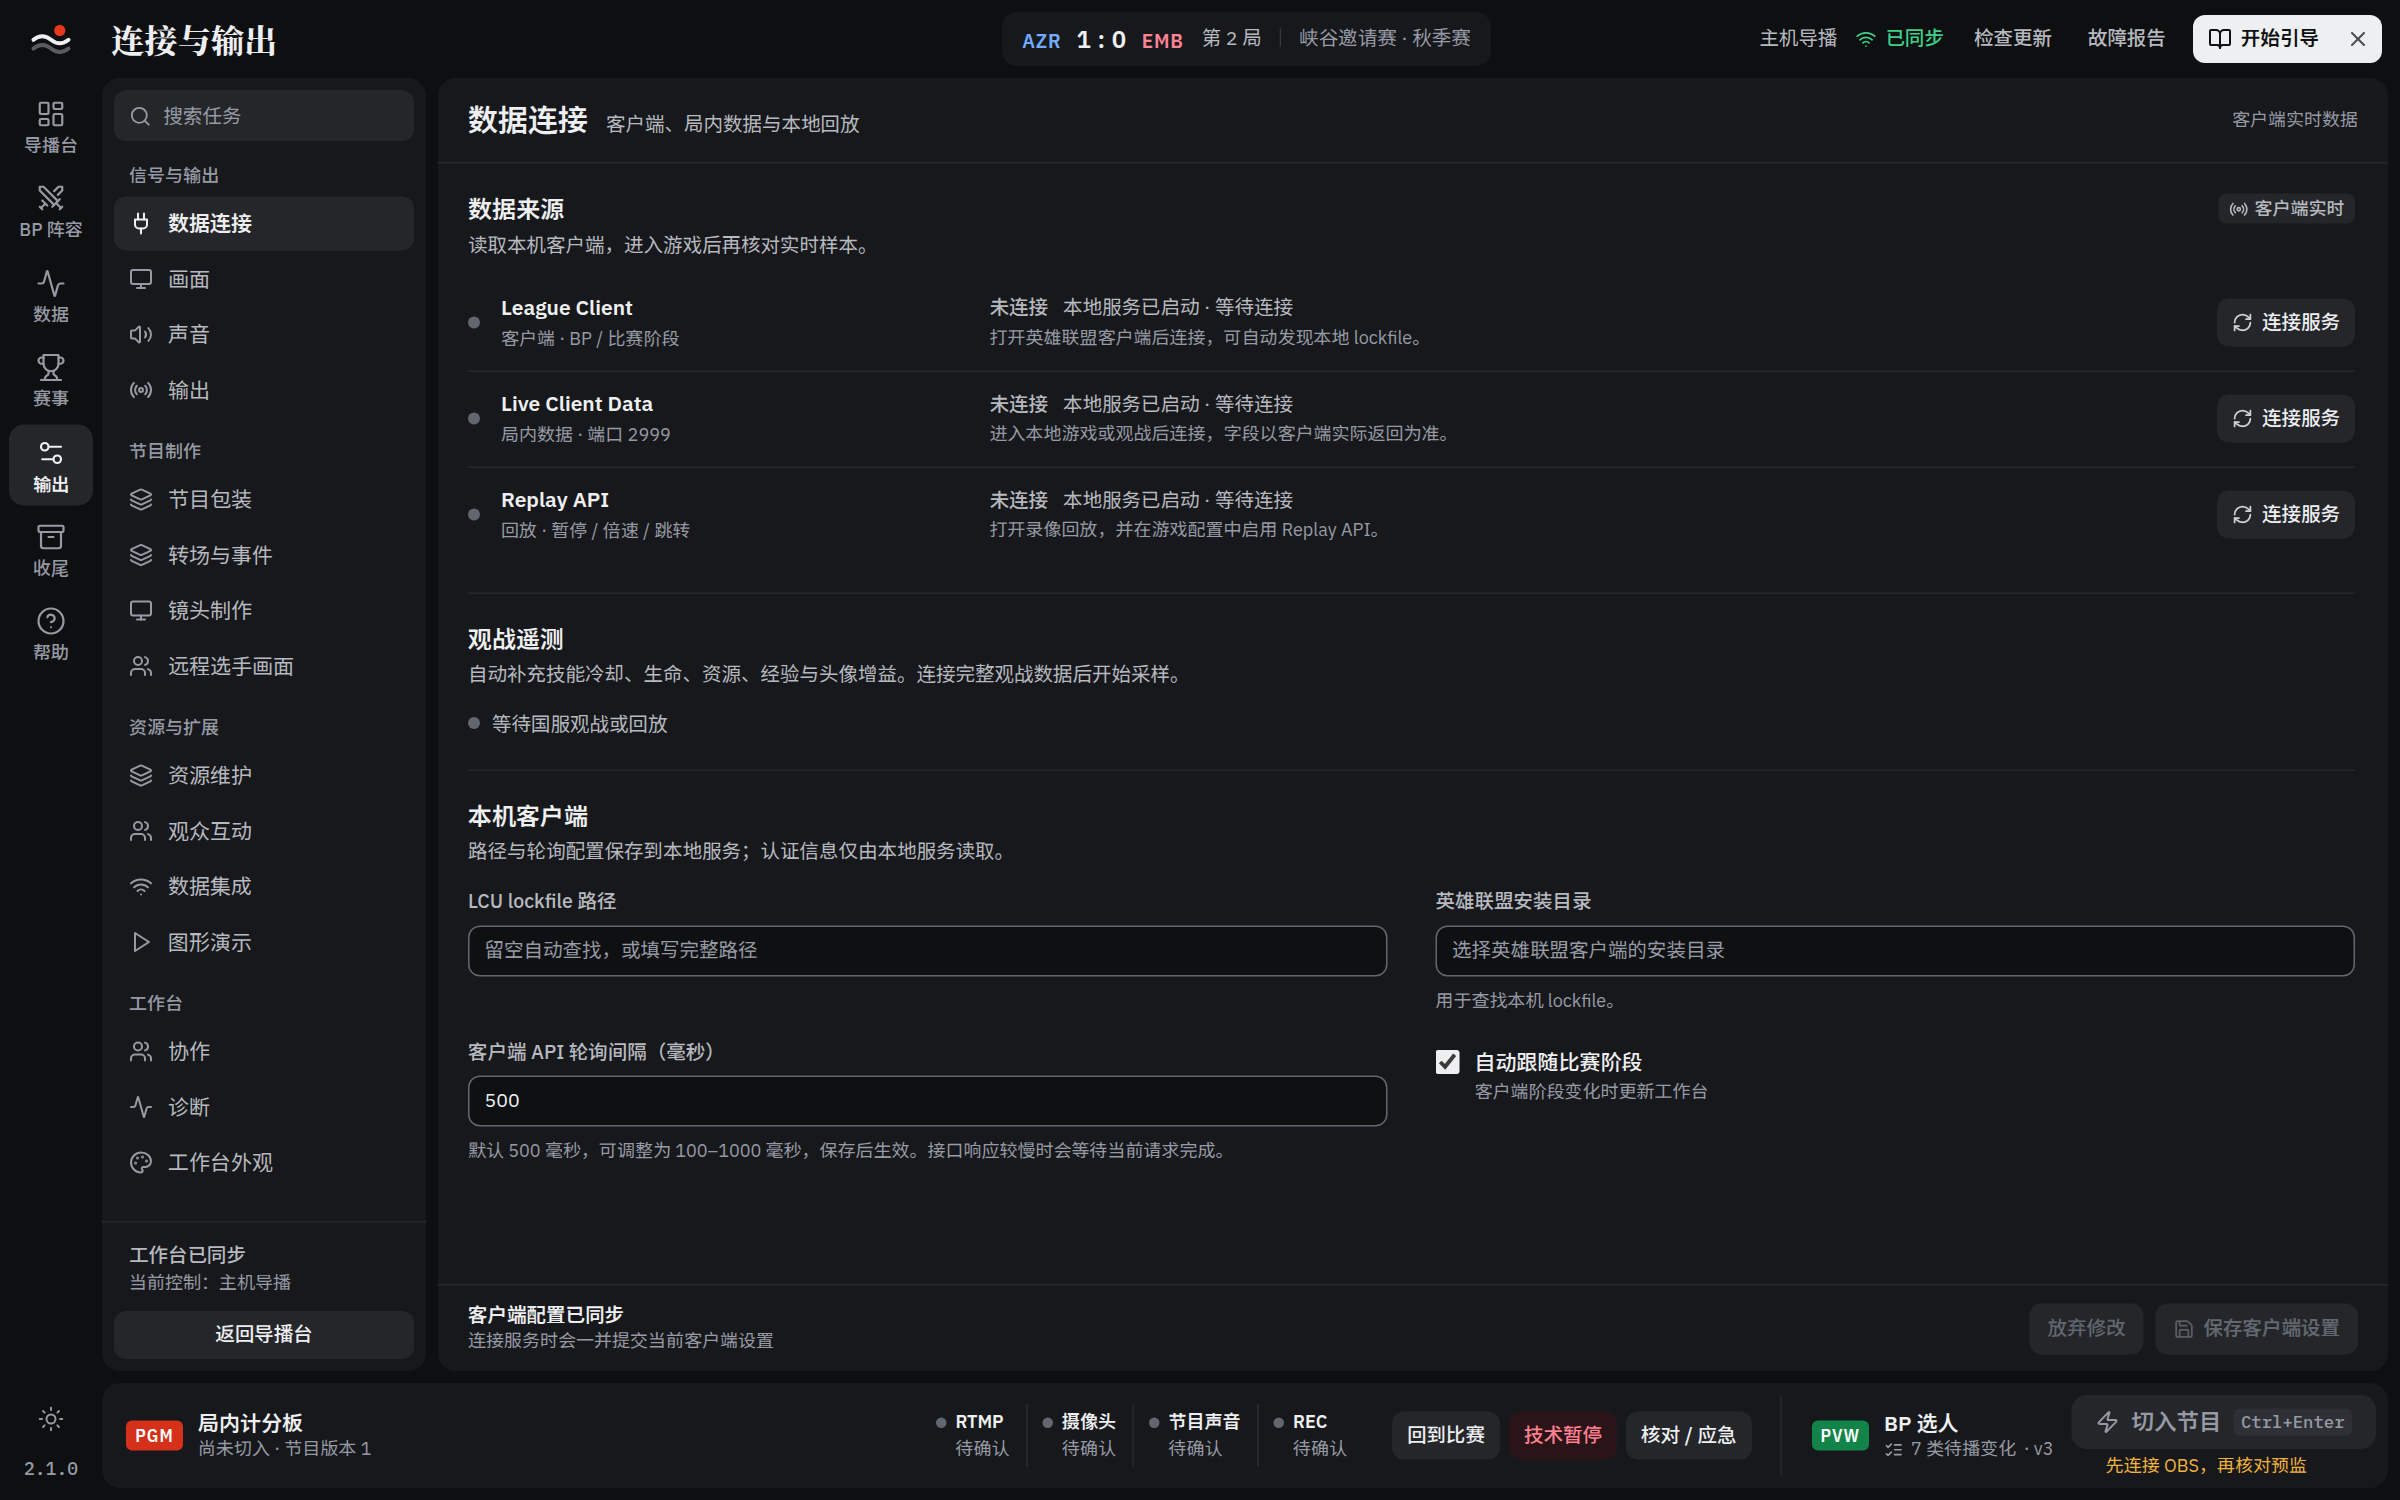 连接与输出
AZR 1 : 0 EMB 第 2 局 峡谷邀请赛 · 秋季赛
主机导播 已同步 检查更新 故障报告 开始引导
导播台
BP 阵容
数据
赛事
输出
收尾
帮助
2.1.0
搜索任务
信号与输出
数据连接
画面
声音
输出
节目制作
节目包装
转场与事件
镜头制作
远程选手画面
资源与扩展
资源维护
观众互动
数据集成
图形演示
工作台
协作
诊断
工作台外观
工作台已同步
当前控制：主机导播
返回导播台
数据连接 客户端、局内数据与本地回放
客户端实时数据
数据来源
客户端实时
读取本机客户端，进入游戏后再核对实时样本。
League Client
客户端 · BP / 比赛阶段
未连接 本地服务已启动 · 等待连接
打开英雄联盟客户端后连接，可自动发现本地 lockfile。
连接服务
Live Client Data
局内数据 · 端口 2999
未连接 本地服务已启动 · 等待连接
进入本地游戏或观战后连接，字段以客户端实际返回为准。
连接服务
Replay API
回放 · 暂停 / 倍速 / 跳转
未连接 本地服务已启动 · 等待连接
打开录像回放，并在游戏配置中启用 Replay API。
连接服务
观战遥测
自动补充技能冷却、生命、资源、经验与头像增益。连接完整观战数据后开始采样。
等待国服观战或回放
本机客户端
路径与轮询配置保存到本地服务；认证信息仅由本地服务读取。
LCU lockfile 路径
留空自动查找，或填写完整路径
英雄联盟安装目录
选择英雄联盟客户端的安装目录
用于查找本机 lockfile。
客户端 API 轮询间隔（毫秒）
500
默认 500 毫秒，可调整为 100–1000 毫秒，保存后生效。接口响应较慢时会等待当前请求完成。
自动跟随比赛阶段
客户端阶段变化时更新工作台
客户端配置已同步
连接服务时会一并提交当前客户端设置
放弃修改
保存客户端设置
PGM
局内计分板
尚未切入 · 节目版本 1
RTMP
待确认
摄像头
待确认
节目声音
待确认
REC
待确认
回到比赛
技术暂停
核对 / 应急
PVW
BP 选人
7 类待播变化 · v3
切入节目 Ctrl+Enter
先连接 OBS，再核对预监